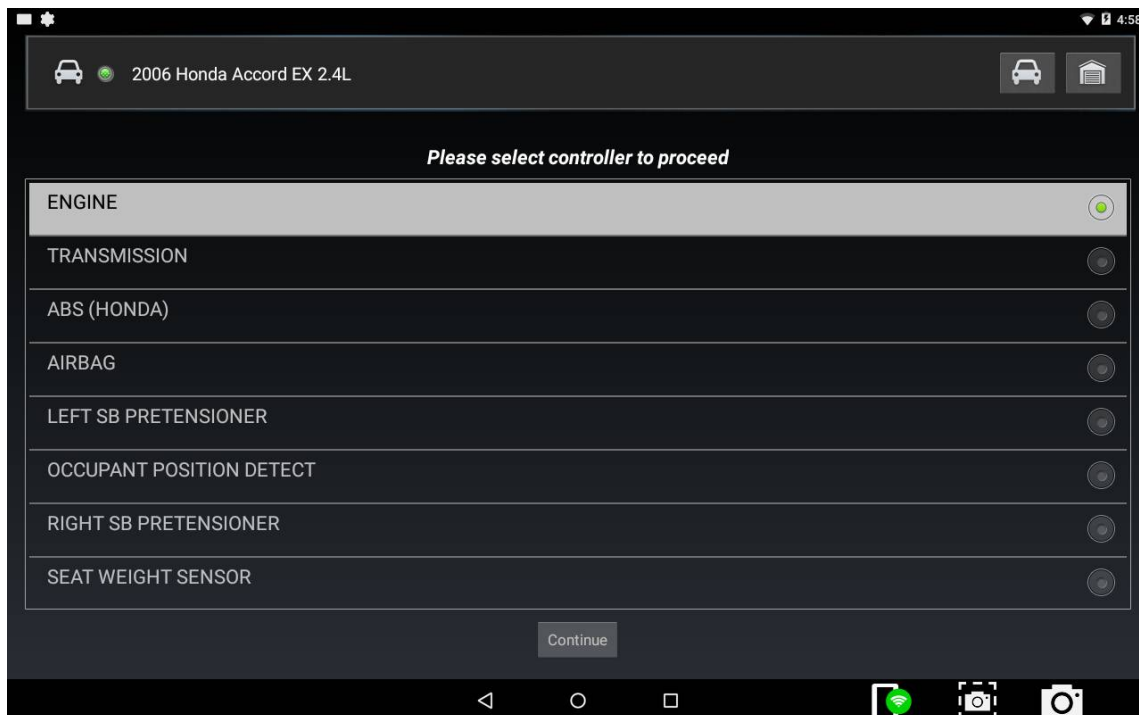 4:58
2006 Honda Accord EX 2.4L
Please select controller to proceed
ENGINE
TRANSMISSION
ABS (HONDA)
AIRBAG
LEFT SB PRETENSIONER
OCCUPANT POSITION DETECT
RIGHT SB PRETENSIONER
SEAT WEIGHT SENSOR
Continue